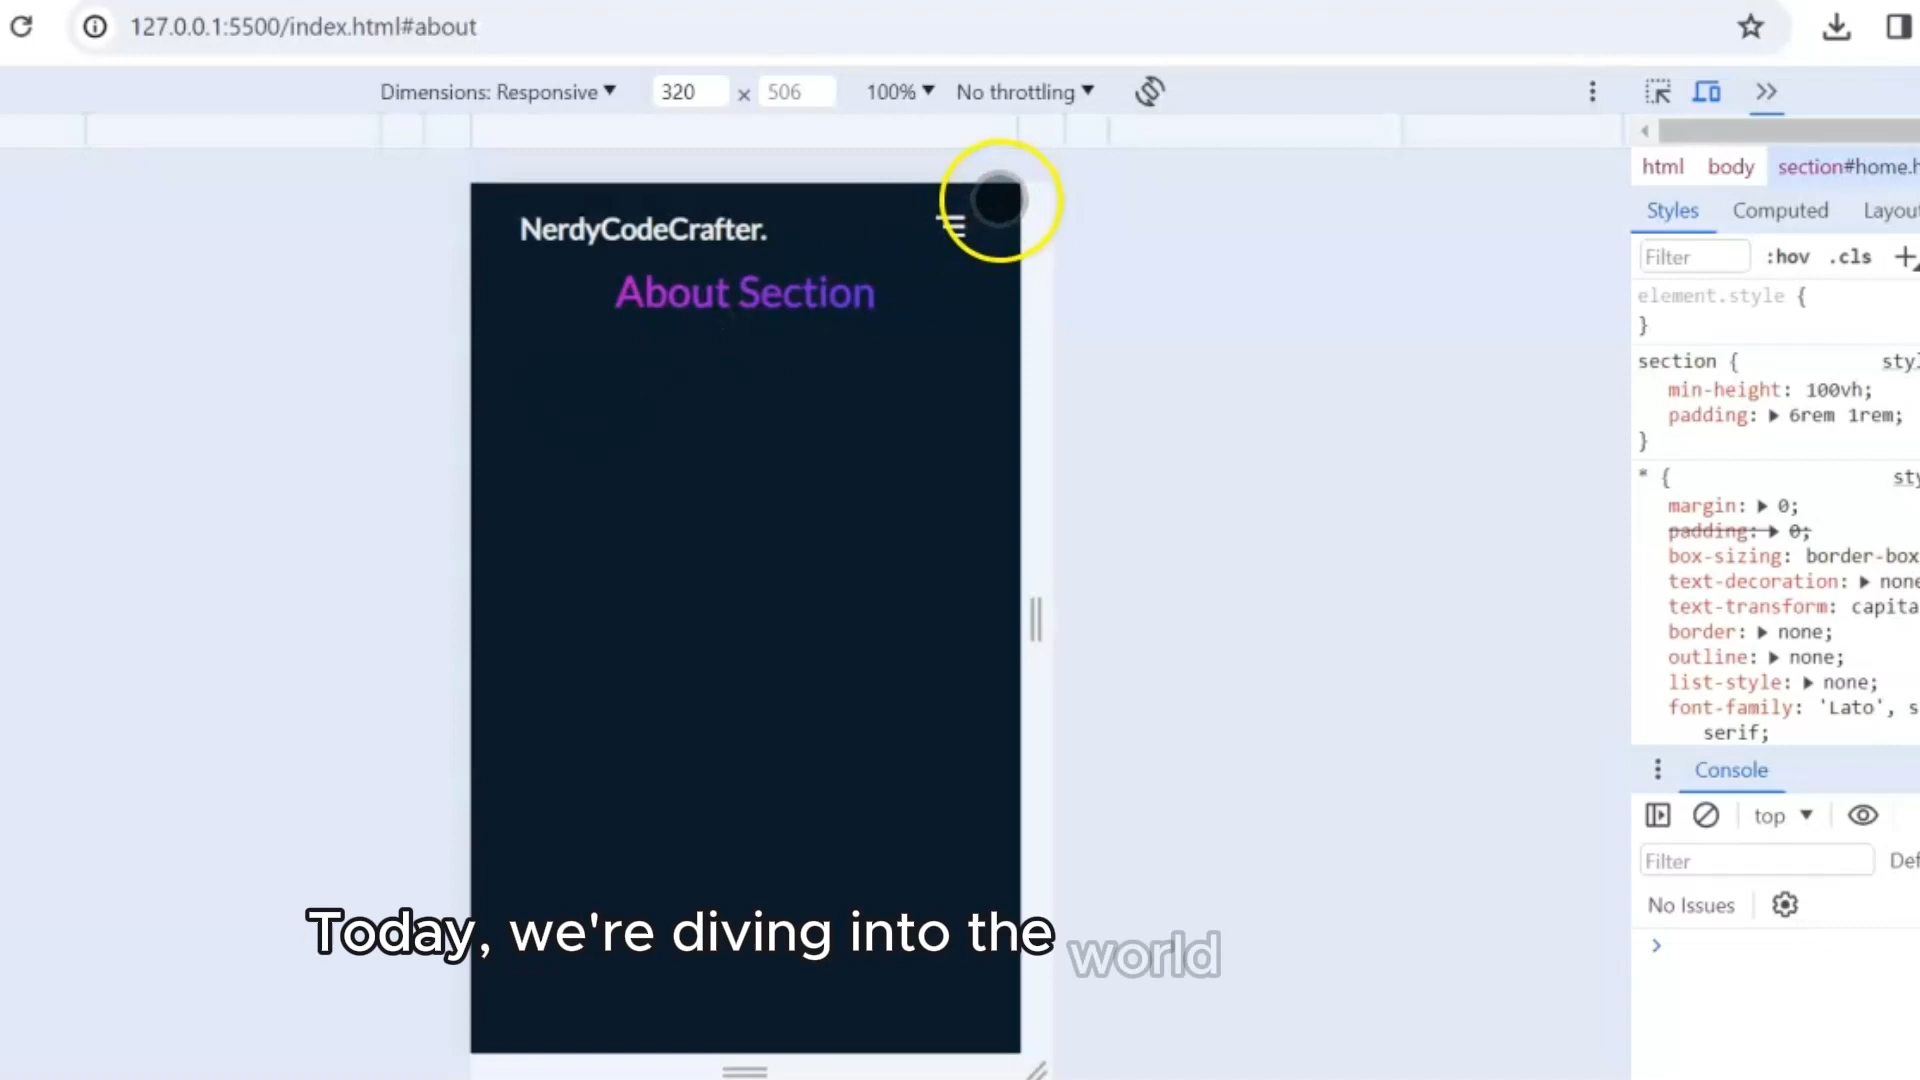 127.0.0.1:5500/index.html#about
Dimensions: Responsive 320 × 506 100% No throttling
html body section#home.h
Styles Computed Layou
NerdyCodeCrafter.
Filter :hov .cls +
About Section
element.style {
}
section { sty
min-height: 100vh;
padding: 6rem 1rem;
}
* { sty
margin: 0;
padding: 0;
box-sizing: border-box
text-decoration: none
text-transform: capita
border: none;
outline: none;
list-style: none;
font-family: 'Lato', s
serif;
Console
top
Filter Def
No Issues
Today, we're diving into the world